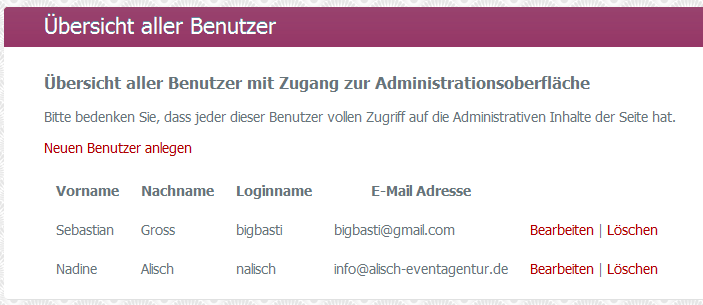 Übersicht aller Benutzer
Übersicht aller Benutzer mit Zugang zur Administrationsoberfläche
Bitte bedenken Sie, dass jeder dieser Benutzer vollen Zugriff auf die Administrativen Inhalte der Seite hat.
Neuen Benutzer anlegen
Vorname Nachname Loginname E-Mail Adresse
Sebastian Gross bigbasti bigbasti@gmail.com Bearbeiten | Löschen
Nadine Alisch nalisch info@alisch-eventagentur.de Bearbeiten | Löschen